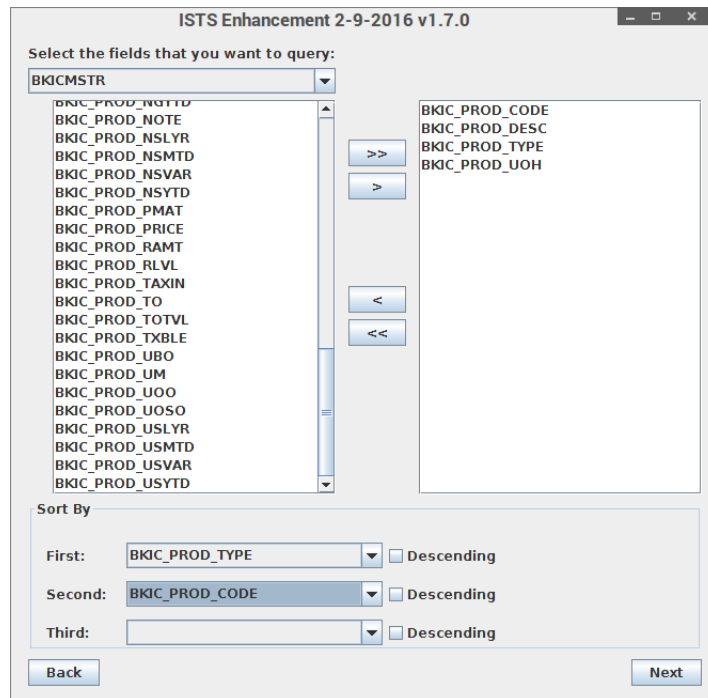 ISTS Enhancement 2-9-2016 v1.7.0
Select the fields that you want to query:
BKICMSTR
BKIC_PROD_NGYTD
BKIC_PROD_NOTE
BKIC_PROD_NSLYR
BKIC_PROD_NSMTD
BKIC_PROD_NSVAR
BKIC_PROD_NSYTD
BKIC_PROD_PMAT
BKIC_PROD_PRICE
BKIC_PROD_RAMT
BKIC_PROD_RLVL
BKIC_PROD_TAXIN
BKIC_PROD_TO
BKIC_PROD_TOTVL
BKIC_PROD_TXBLE
BKIC_PROD_UBO
BKIC_PROD_UM
BKIC_PROD_UOO
BKIC_PROD_UOSO
BKIC_PROD_USLYR
BKIC_PROD_USMTD
BKIC_PROD_USVAR
BKIC_PROD_USYTD
>>
>
<
<<
BKIC_PROD_CODE
BKIC_PROD_DESC
BKIC_PROD_TYPE
BKIC_PROD_UOH
Sort By
First: BKIC_PROD_TYPE Descending
Second: BKIC_PROD_CODE Descending
Third: Descending
Back Next